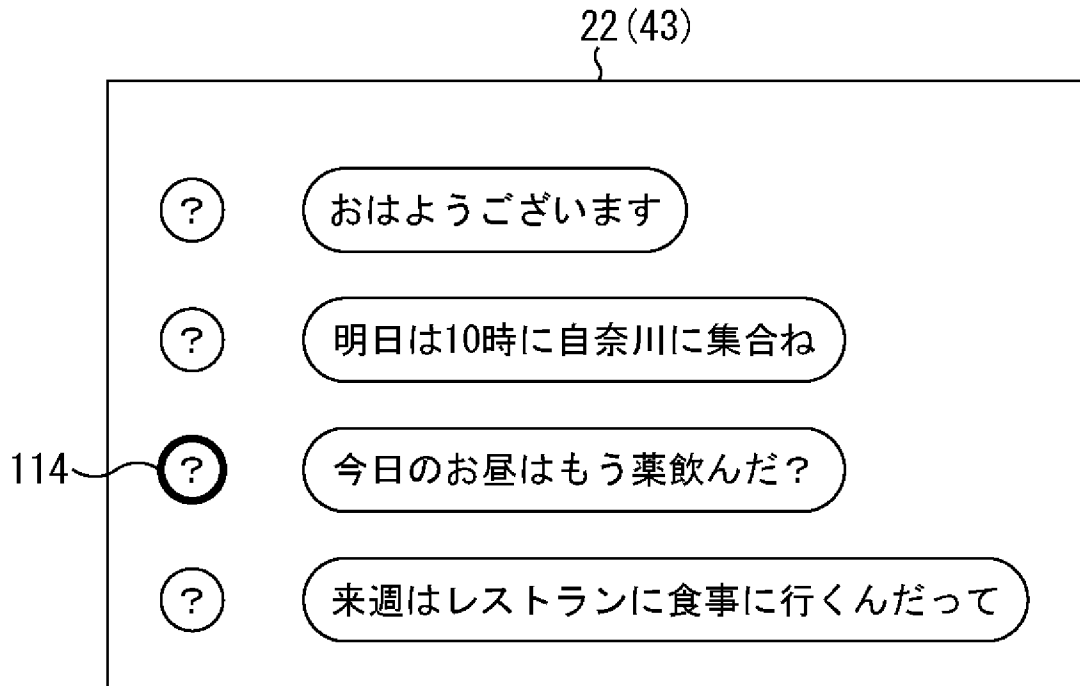 22(43)
? おはようございます
? 明日は10時に自奈川に集合ね
114 ? 今日のお昼はもう薬飲んだ？
? 来週はレストランに食事に行くんだって